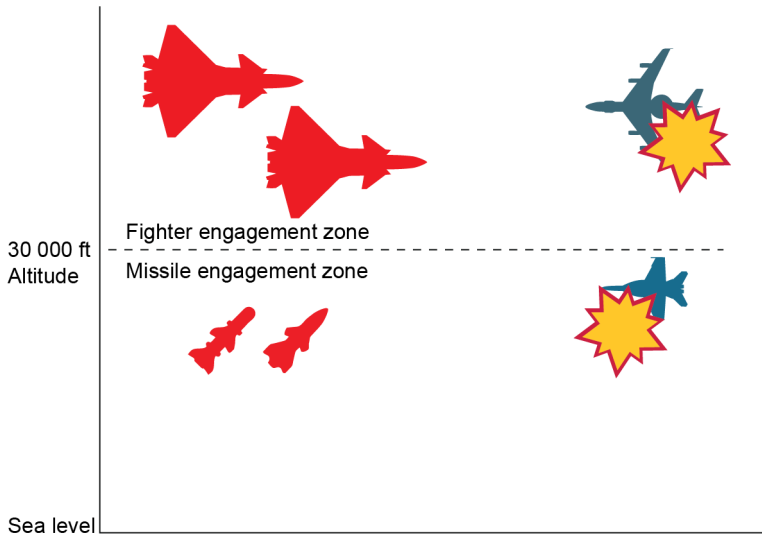 Fighter engagement zone
30 000 ft
Altitude
Missile engagement zone
Sea level